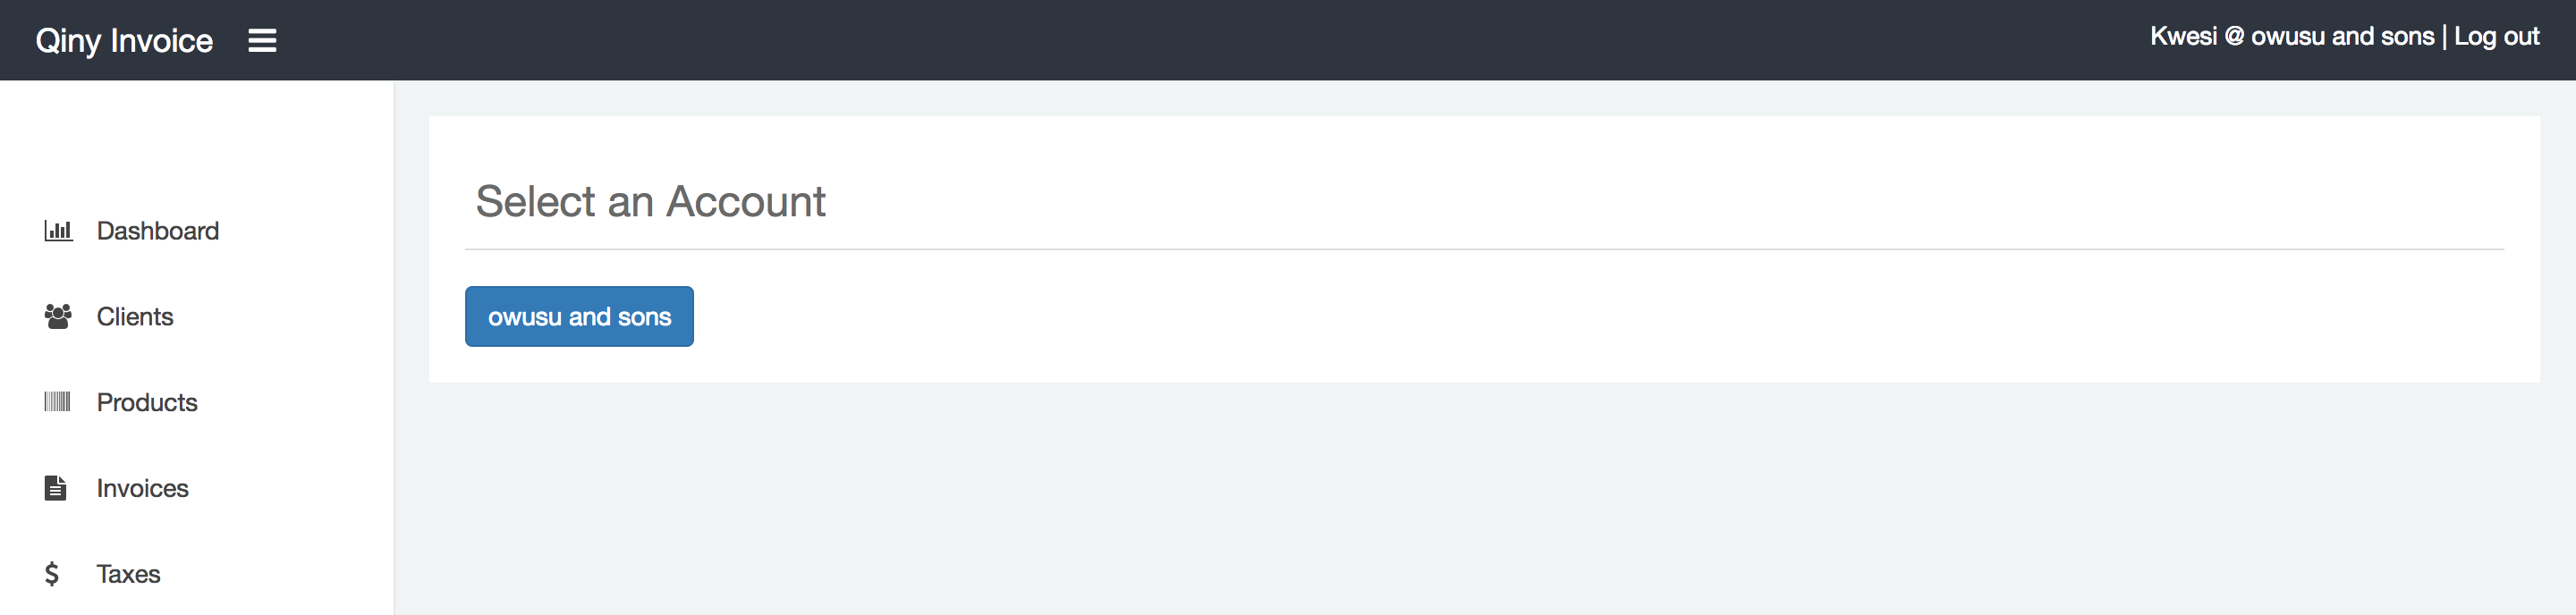 Qiny Invoice
Kwesi @ owusu and sons | Log out
Dashboard
Clients
Products
Invoices
Taxes
Select an Account
owusu and sons